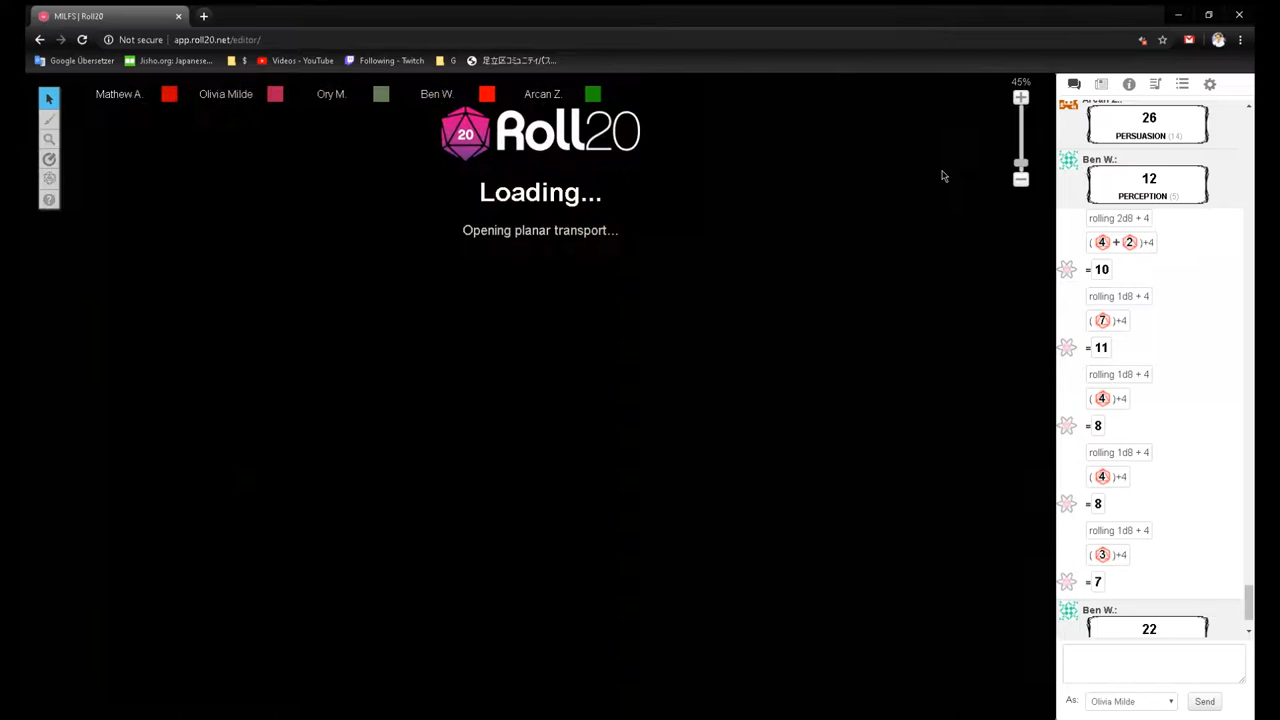 MILFS | Roll20
Not secure | app.roll20.net/editor/
Google Übersetzer Jisho.org: Japanese... $ Videos - YouTube Following - Twitch G 足立区コミュニティバス...
Mathew A. Olivia Milde Cry M. Ben W. Arcan Z.
20 Roll20
Loading...
Opening planar transport...
45%
26
PERSUASION (14)
Ben W.:
12
PERCEPTION (5)
rolling 2d8 + 4
( 4 + 2 )+4
= 10
rolling 1d8 + 4
( 7 )+4
= 11
rolling 1d8 + 4
( 4 )+4
= 8
rolling 1d8 + 4
( 4 )+4
= 8
rolling 1d8 + 4
( 3 )+4
= 7
Ben W.:
22
As: Olivia Milde Send